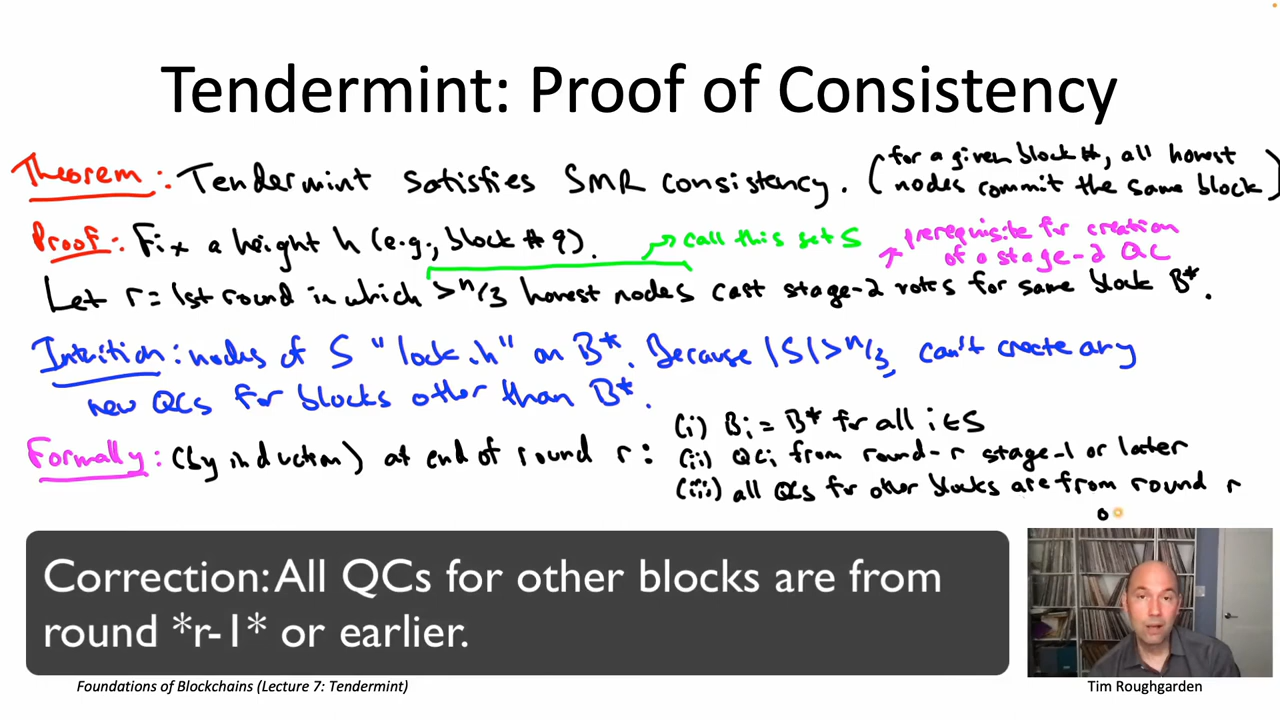 Tendermint: Proof of Consistency
Theorem: Tendermint satisfies SMR consistency. (for a given block #, all honest
nodes commit the same block)
Proof: Fix a height h (e.g., block # 9). → call this set S
prerequisite for creation
of a stage-2 QC
Let r = 1st round in which > n/3 honest nodes cast stage-2 votes for same block B*.
Intuition: nodes of S "lock in" on B*. Because |S| > n/3, can't create any
new QCs for blocks other than B*.
Formally: (by induction) at end of round r:
(i) Bi = B* for all i ∈ S
(ii) QCi from round-r stage-1 or later
(iii) all QCs for other blocks are from round r
o
Correction: All QCs for other blocks are from
round *r-1* or earlier.
Foundations of Blockchains (Lecture 7: Tendermint)
Tim Roughgarden